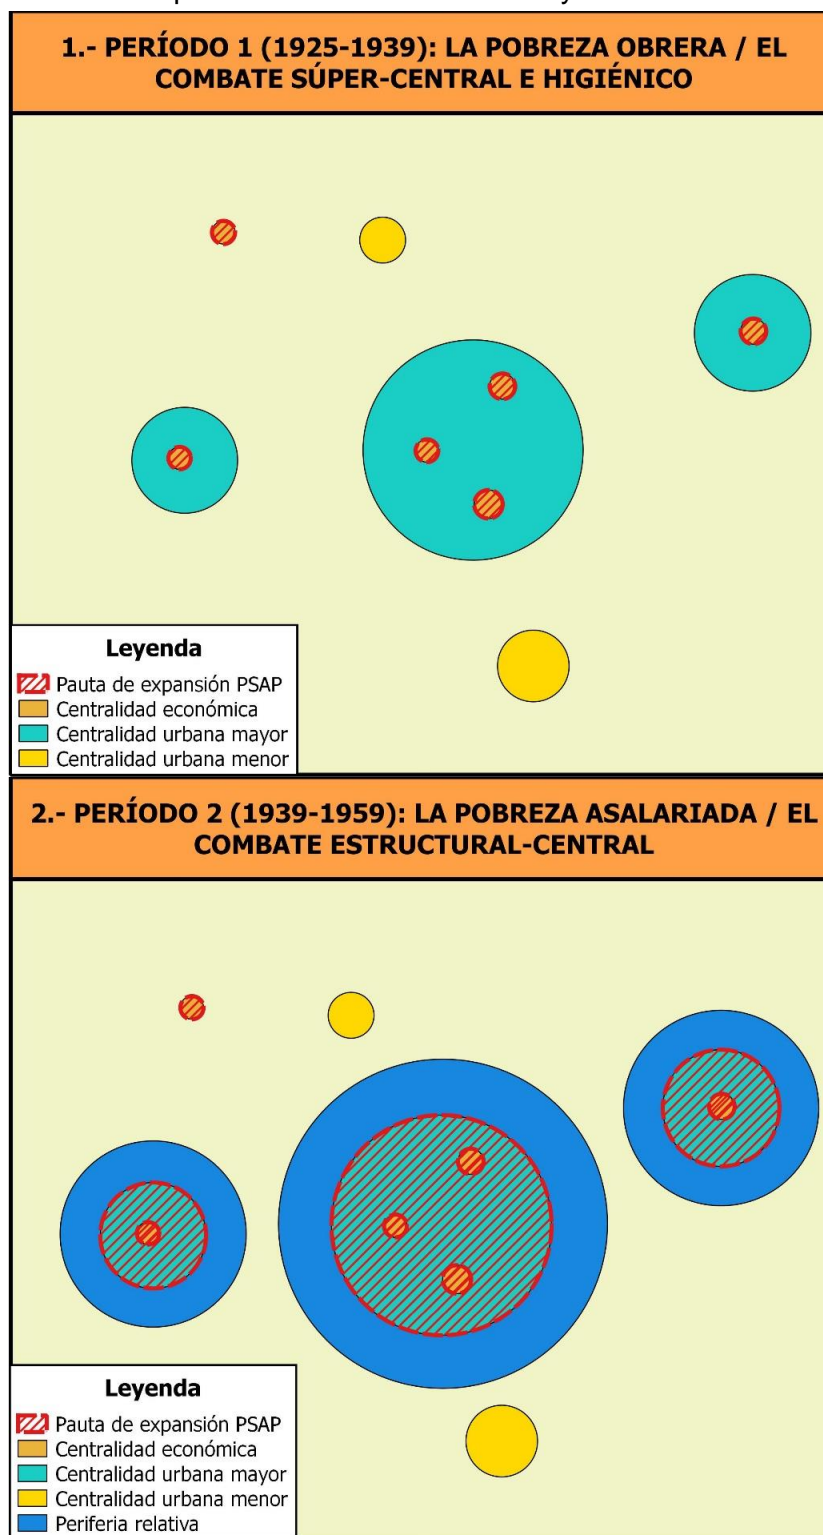 1.- PERÍODO 1 (1925-1939): LA POBREZA OBRERA / EL
COMBATE SÚPER-CENTRAL E HIGIÉNICO
Leyenda
Pauta de expansión PSAP
Centralidad económica
Centralidad urbana mayor
Centralidad urbana menor
2.- PERÍODO 2 (1939-1959): LA POBREZA ASALARIADA / EL
COMBATE ESTRUCTURAL-CENTRAL
Leyenda
Pauta de expansión PSAP
Centralidad económica
Centralidad urbana mayor
Centralidad urbana menor
Periferia relativa